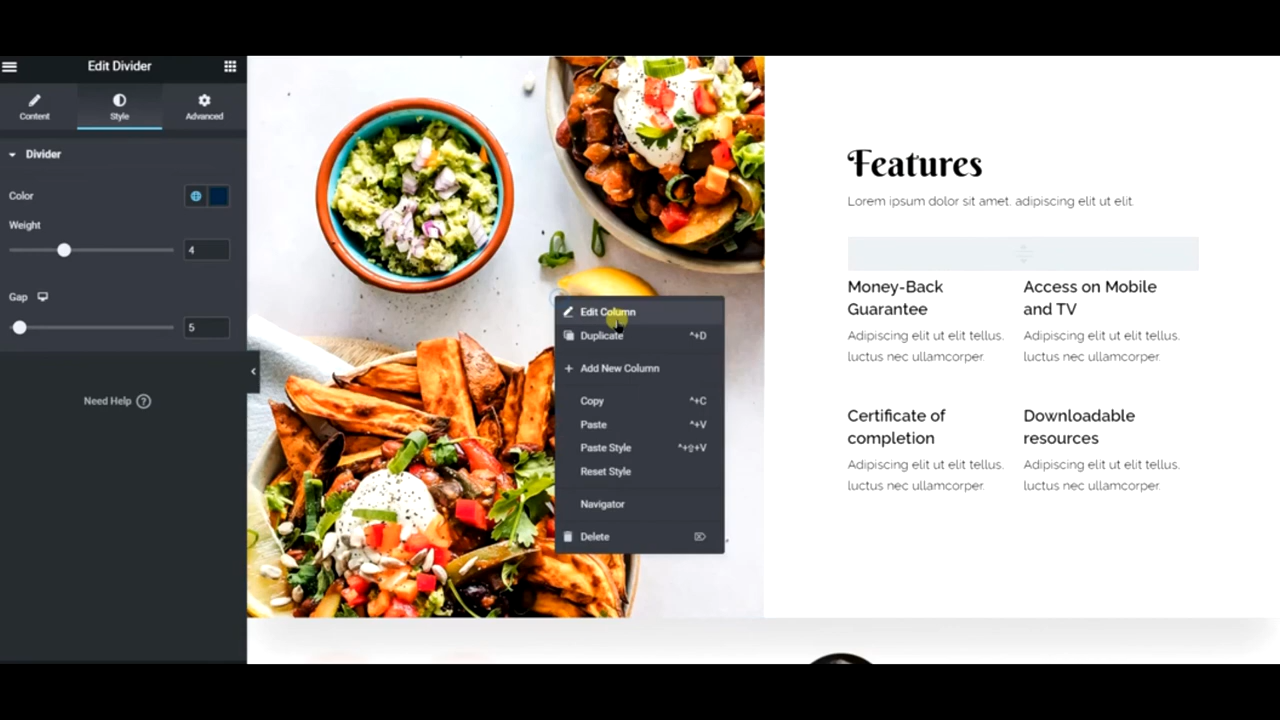 Edit Divider
Content
Style
Advanced
Divider
Color
Weight
4
Gap
5
Need Help ?
Edit Column
Duplicate ^+D
Add New Column
Copy ^+C
Paste ^+V
Paste Style ^+⇧+V
Reset Style
Navigator
Delete ⌦
Features
Lorem ipsum dolor sit amet. adipiscing elit ut elit.
Money-Back
Guarantee
Adipiscing elit ut elit tellus.
luctus nec ullamcorper.
Access on Mobile
and TV
Adipiscing elit ut elit tellus.
luctus nec ullamcorper.
Certificate of
completion
Adipiscing elit ut elit tellus.
luctus nec ullamcorper.
Downloadable
resources
Adipiscing elit ut elit tellus.
luctus nec ullamcorper.